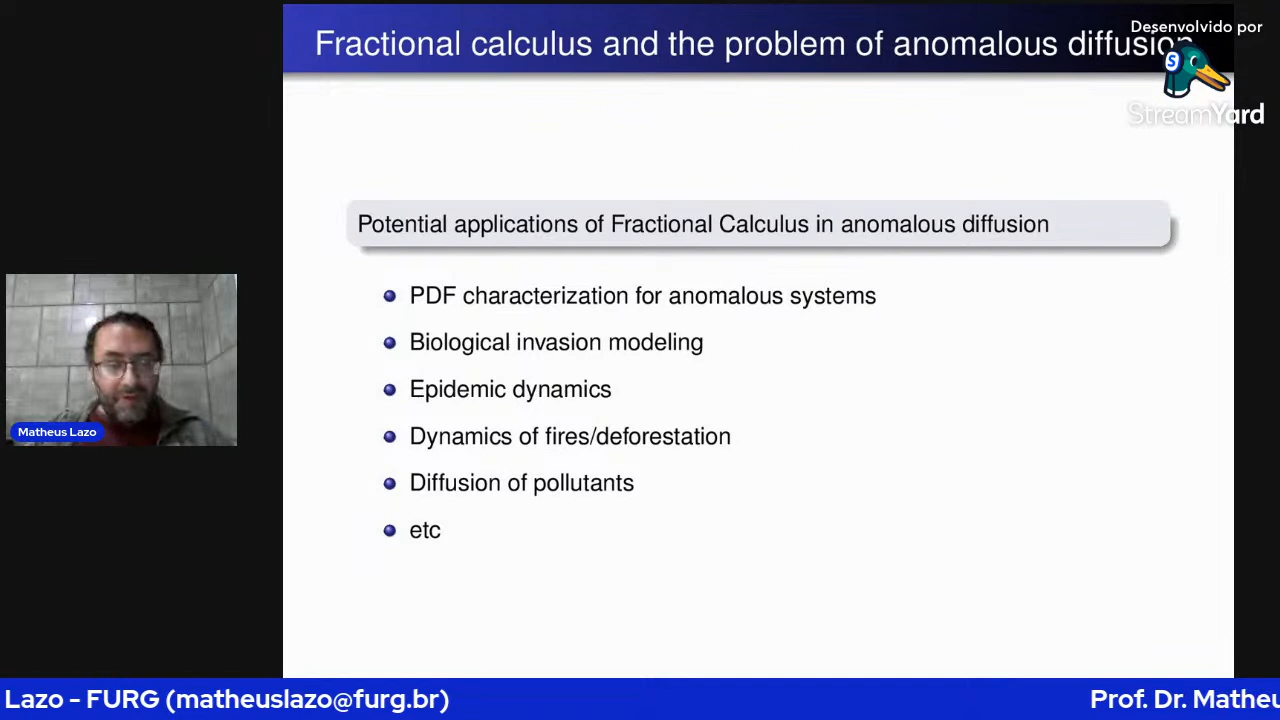 Fractional calculus and the problem of anomalous diffusion
Desenvolvido por
StreamYard
Potential applications of Fractional Calculus in anomalous diffusion
PDF characterization for anomalous systems
Biological invasion modeling
Epidemic dynamics
Dynamics of fires/deforestation
Diffusion of pollutants
etc
Matheus Lazo
Lazo - FURG (matheuslazo@furg.br)
Prof. Dr. Matheu